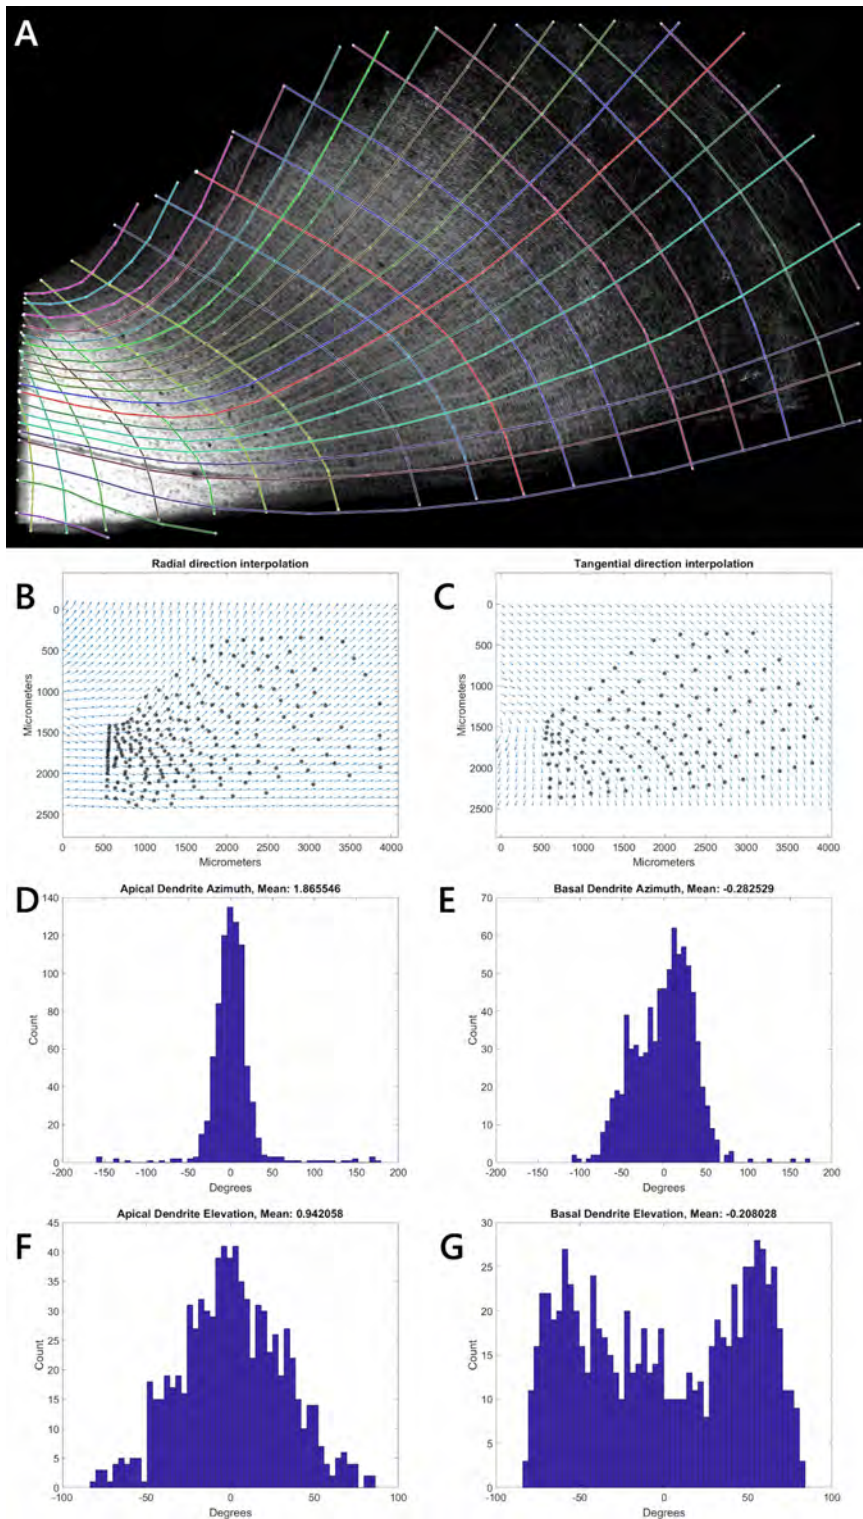 A
Radial direction interpolation
Tangential direction interpolation
B
C
0
500
1000
1500
2000
2500
Micrometers
0 500 1000 1500 2000 2500 3000 3500 4000
Micrometers
0
500
1000
1500
2000
2500
Micrometers
0 500 1000 1500 2000 2500 3000 3500 4000
Micrometers
D
Apical Dendrite Azimuth, Mean: 1.865546
140
120
100
80
60
40
20
0
Count
-200 -150 -100 -50 0 50 100 150 200
Degrees
E
Basal Dendrite Azimuth, Mean: -0.282529
70
60
50
40
30
20
10
0
Count
-200 -150 -100 -50 0 50 100 150 200
Degrees
F
Apical Dendrite Elevation, Mean: 0.942058
45
40
35
30
25
20
15
10
5
0
Count
-100 -50 0 50 100
Degrees
G
Basal Dendrite Elevation, Mean: -0.208028
30
25
20
15
10
5
0
Count
-100 -50 0 50 100
Degrees